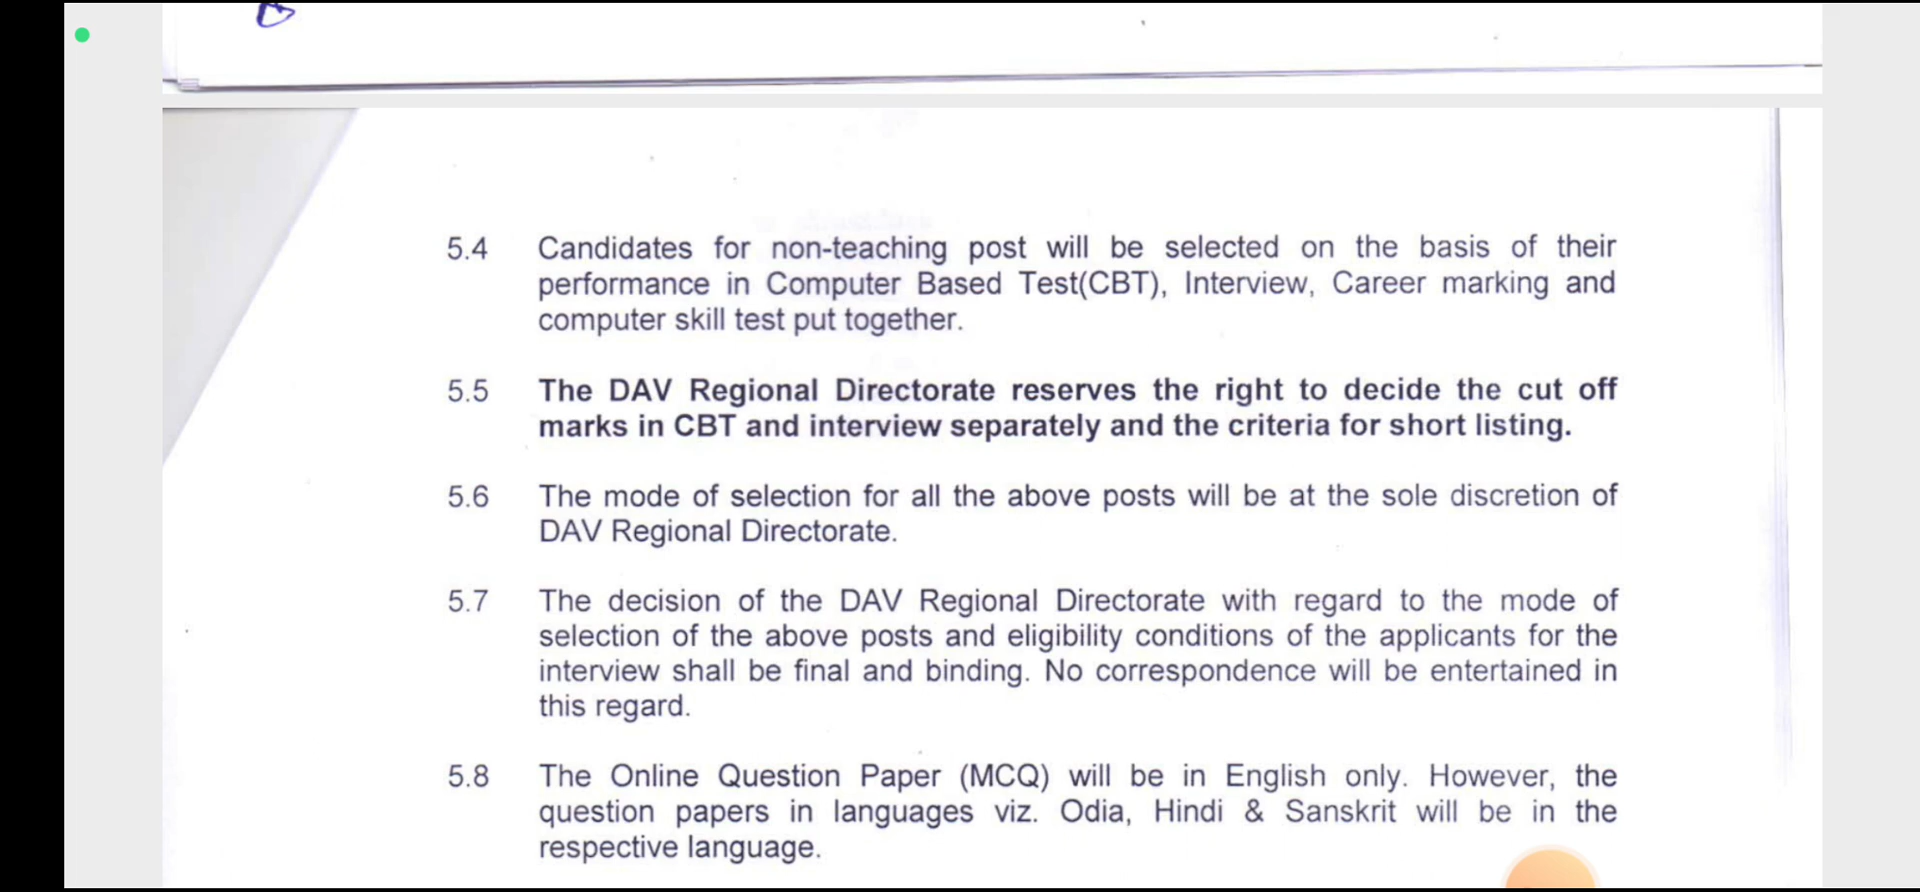 5.4 Candidates for non-teaching post will be selected on the basis of their
performance in Computer Based Test(CBT), Interview, Career marking and
computer skill test put together.
5.5 The DAV Regional Directorate reserves the right to decide the cut off
marks in CBT and interview separately and the criteria for short listing.
5.6 The mode of selection for all the above posts will be at the sole discretion of
DAV Regional Directorate.
5.7 The decision of the DAV Regional Directorate with regard to the mode of
selection of the above posts and eligibility conditions of the applicants for the
interview shall be final and binding. No correspondence will be entertained in
this regard.
5.8 The Online Question Paper (MCQ) will be in English only. However, the
question papers in languages viz. Odia, Hindi & Sanskrit will be in the
respective language.